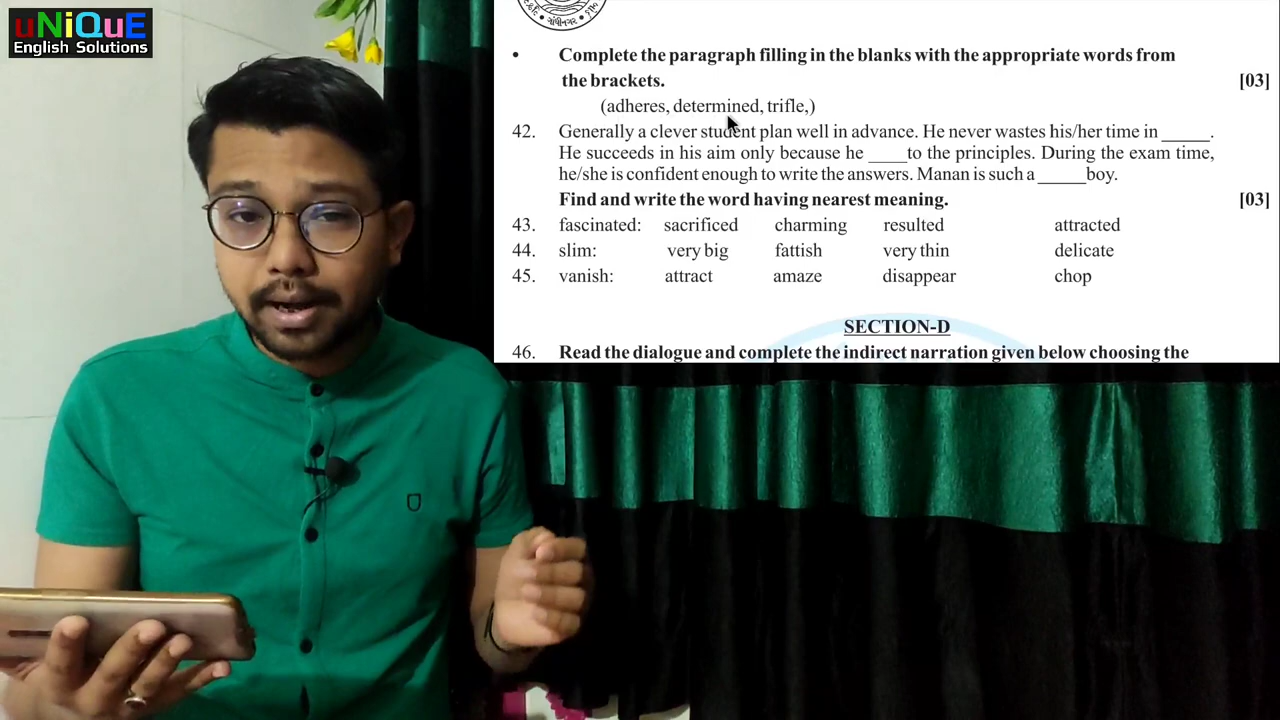 uNiQuE
English Solutions
ગાંધીનગર
• Complete the paragraph filling in the blanks with the appropriate words from
the brackets. [03]
(adheres, determined, trifle,)
42. Generally a clever student plan well in advance. He never wastes his/her time in _____.
He succeeds in his aim only because he ____to the principles. During the exam time,
he/she is confident enough to write the answers. Manan is such a _____boy.
Find and write the word having nearest meaning. [03]
43. fascinated: sacrificed charming resulted attracted
44. slim: very big fattish very thin delicate
45. vanish: attract amaze disappear chop
SECTION-D
46. Read the dialogue and complete the indirect narration given below choosing the